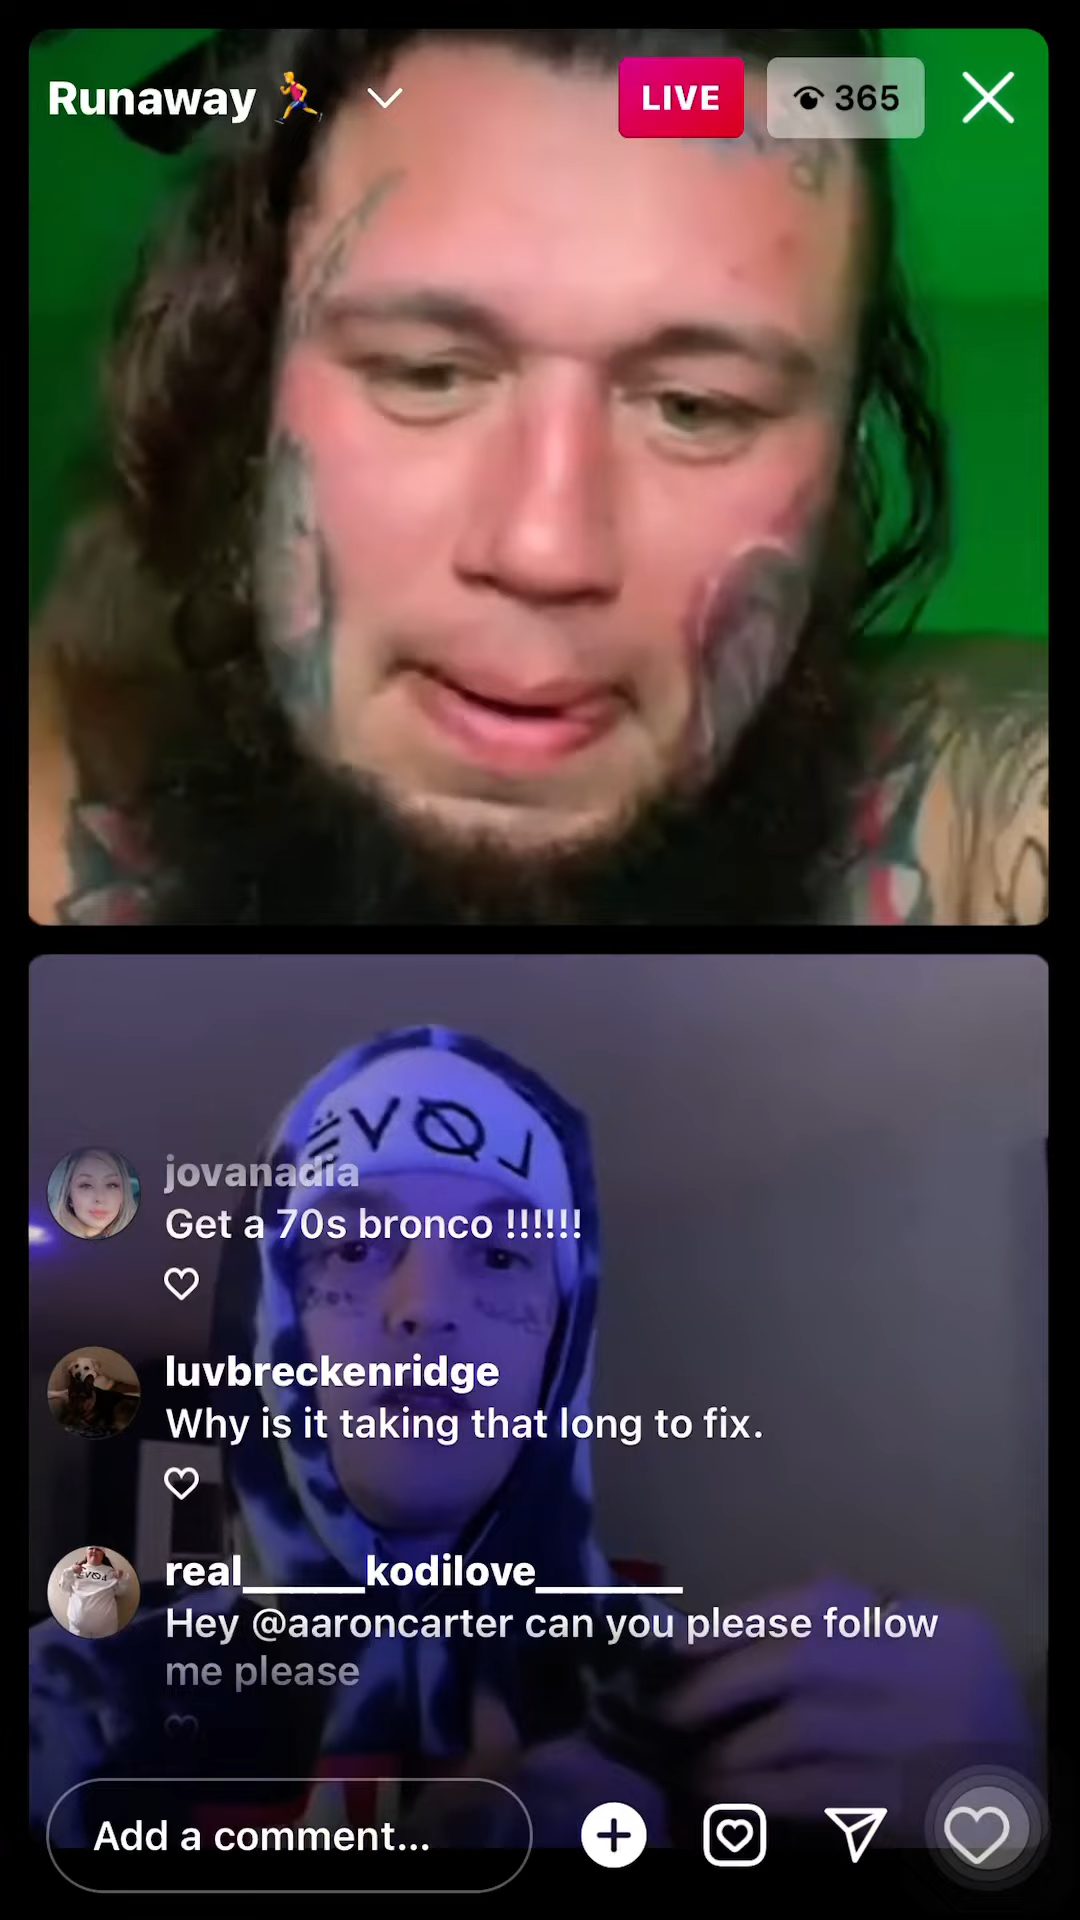 Runaway 🏃
LIVE
365
ƎVØJ
jovanadia
Get a 70s bronco !!!!!!
luvbreckenridge
Why is it taking that long to fix.
real_____kodilove______
Hey @aaroncarter can you please follow
me please
Add a comment...